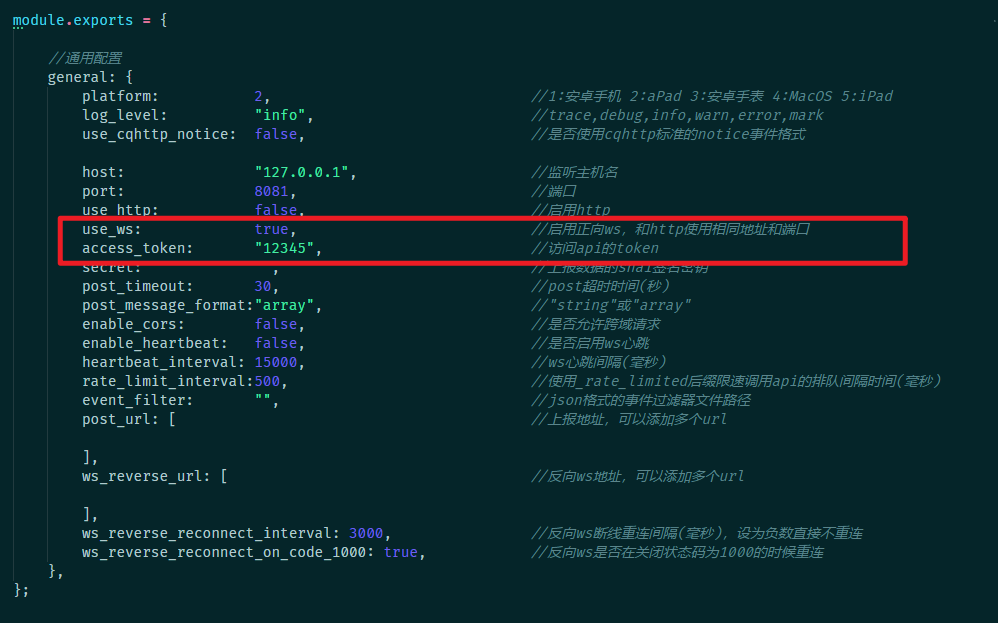 module.exports = {
//通用配置
general: {
platform: 2, //1:安卓手机 2:aPad 3:安卓手表 4:MacOS 5:iPad
log_level: "info", //trace,debug,info,warn,error,mark
use_cqhttp_notice: false, //是否使用cqhttp标准的notice事件格式
host: "127.0.0.1", //监听主机名
port: 8081, //端口
use_http: false, //启用http
use_ws: true, //启用正向ws，和http使用相同地址和端口
access_token: "12345", //访问api的token
secret: , //上报数据的sha1签名密钥
post_timeout: 30, //post超时时间(秒)
post_message_format:"array", //"string"或"array"
enable_cors: false, //是否允许跨域请求
enable_heartbeat: false, //是否启用ws心跳
heartbeat_interval: 15000, //ws心跳间隔(毫秒)
rate_limit_interval:500, //使用_rate_limited后缀限速调用api的排队间隔时间(毫秒)
event_filter: "", //json格式的事件过滤器文件路径
post_url: [ //上报地址，可以添加多个url
],
ws_reverse_url: [ //反向ws地址，可以添加多个url
],
ws_reverse_reconnect_interval: 3000, //反向ws断线重连间隔(毫秒)，设为负数直接不重连
ws_reverse_reconnect_on_code_1000: true, //反向ws是否在关闭状态码为1000的时候重连
},
};